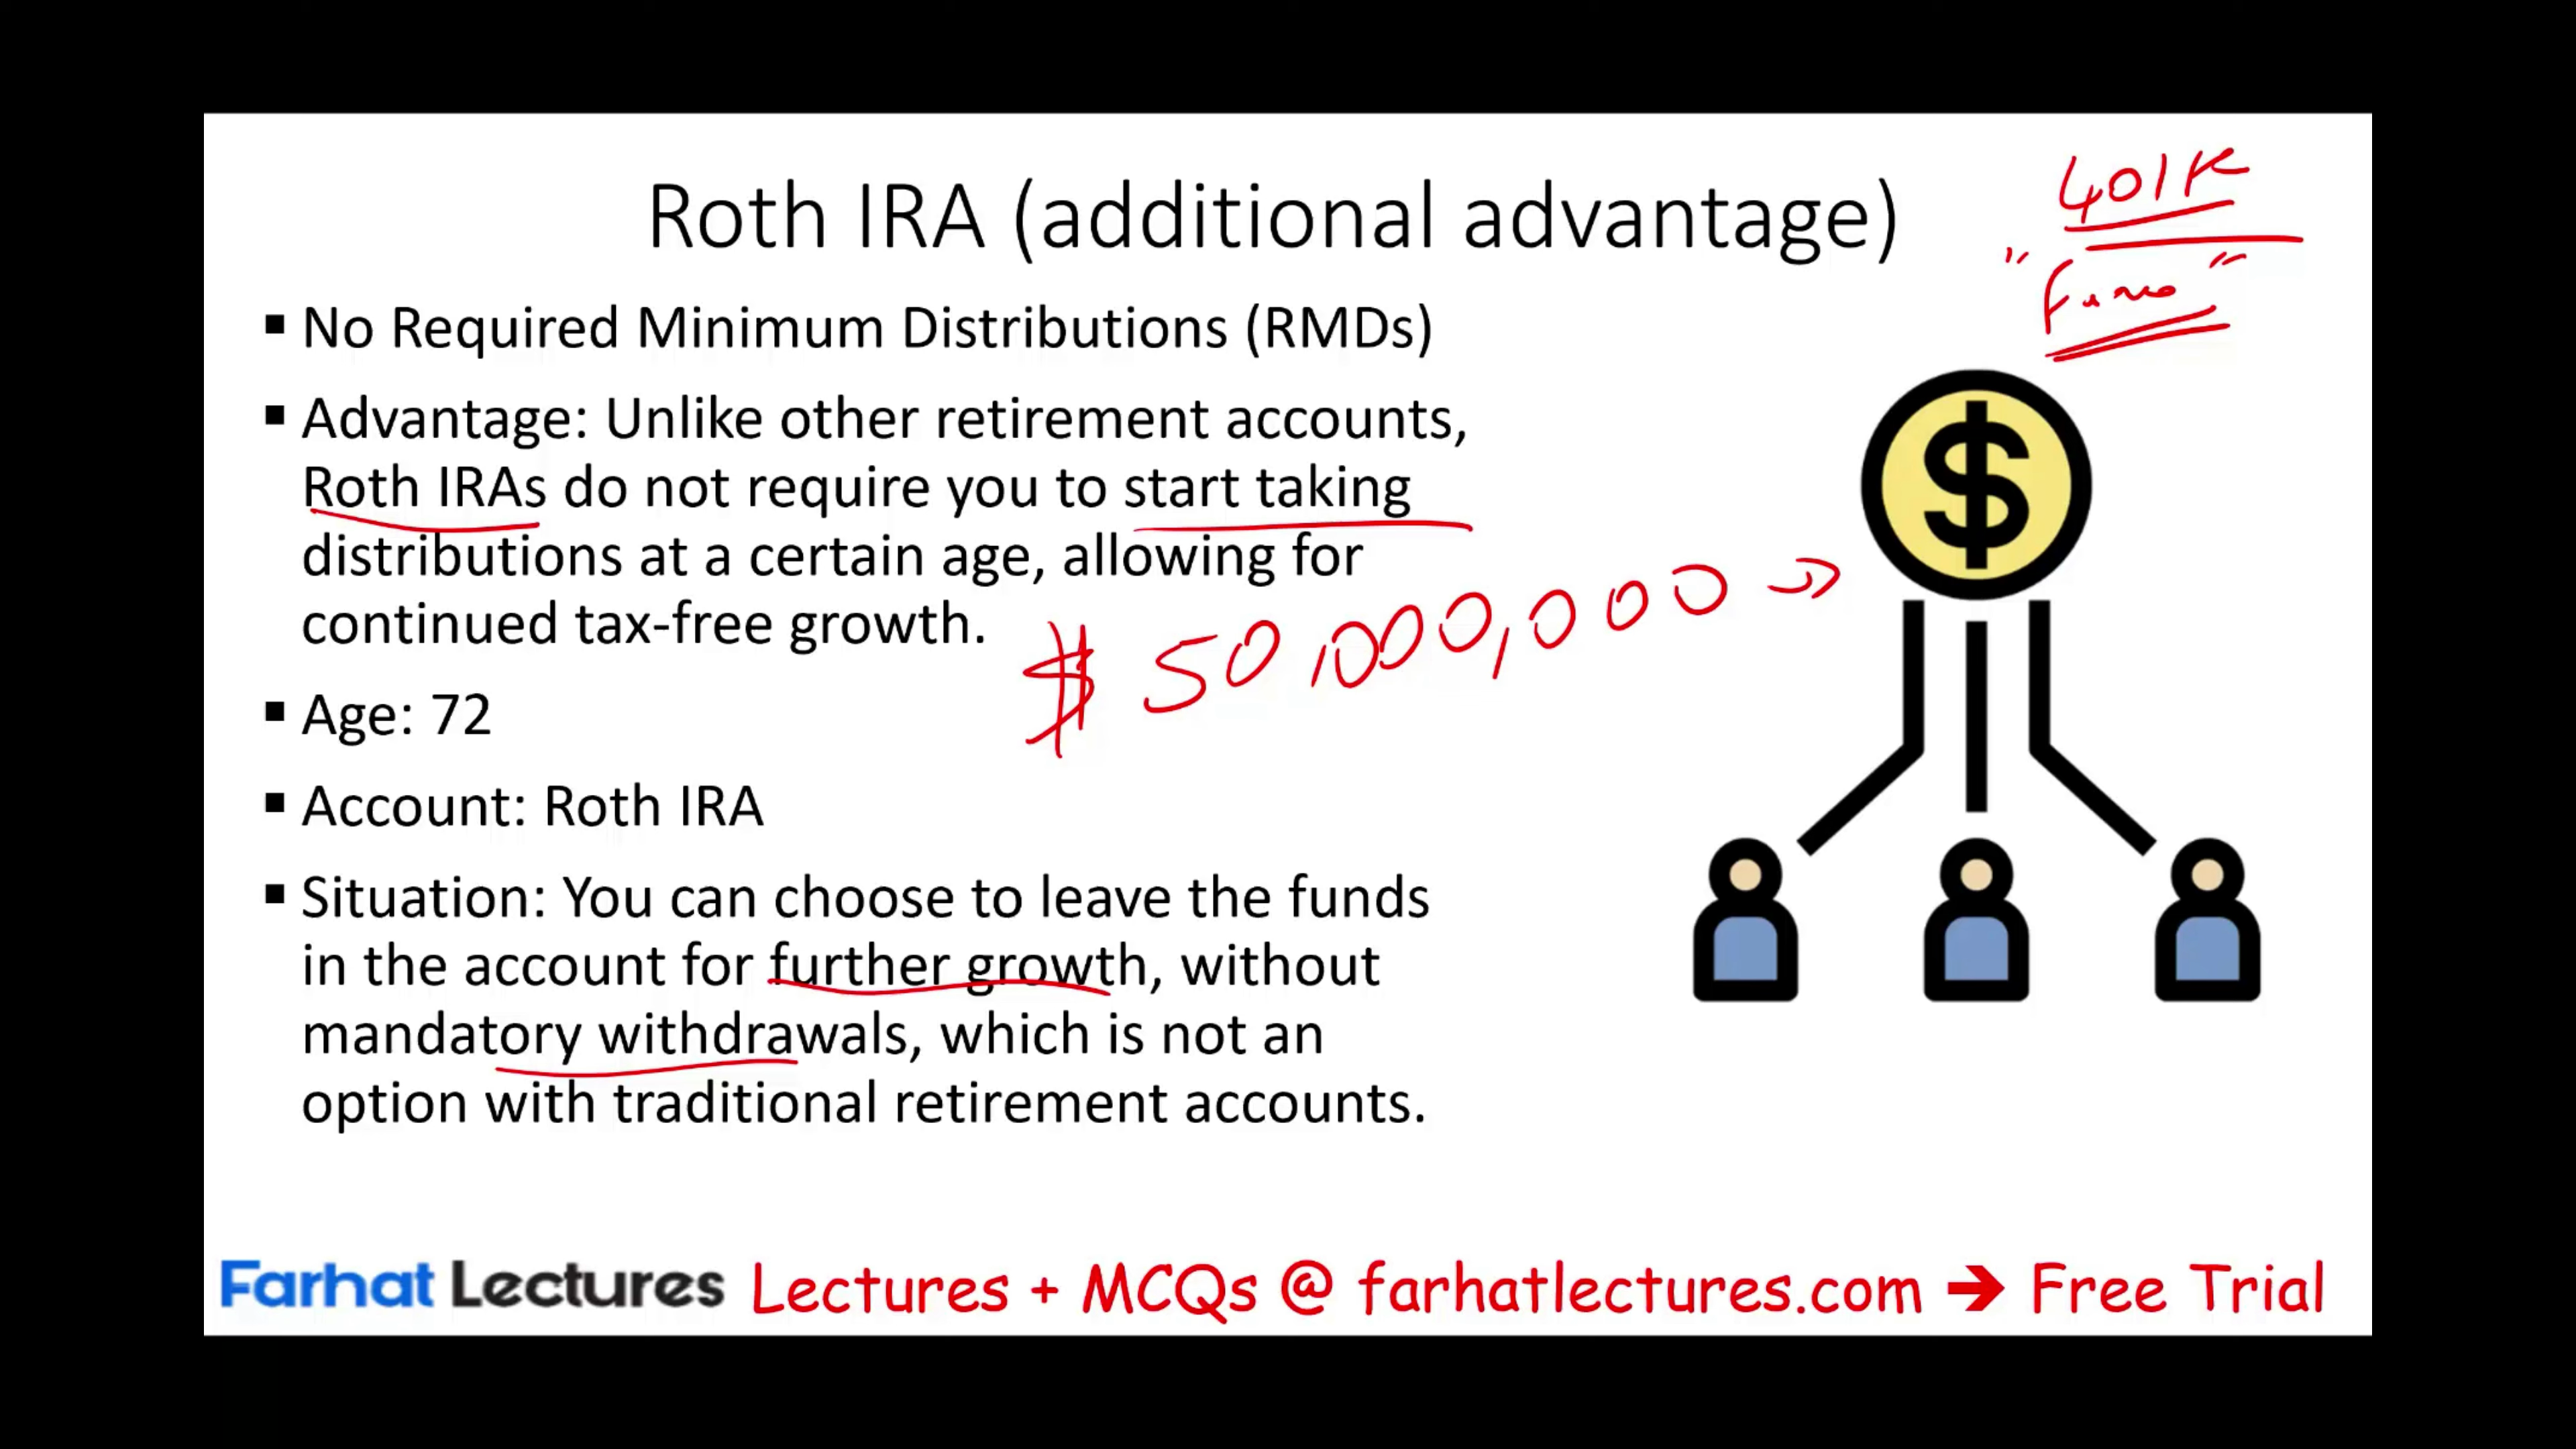 Roth IRA (additional advantage)
401K
▪ No Required Minimum Distributions (RMDs)
▪ Advantage: Unlike other retirement accounts,
Roth IRAs do not require you to start taking
distributions at a certain age, allowing for
continued tax-free growth.
$ 50,000,000
▪ Age: 72
▪ Account: Roth IRA
▪ Situation: You can choose to leave the funds
in the account for further growth, without
mandatory withdrawals, which is not an
option with traditional retirement accounts.
Farhat Lectures Lectures + MCQs @ farhatlectures.com ➔ Free Trial